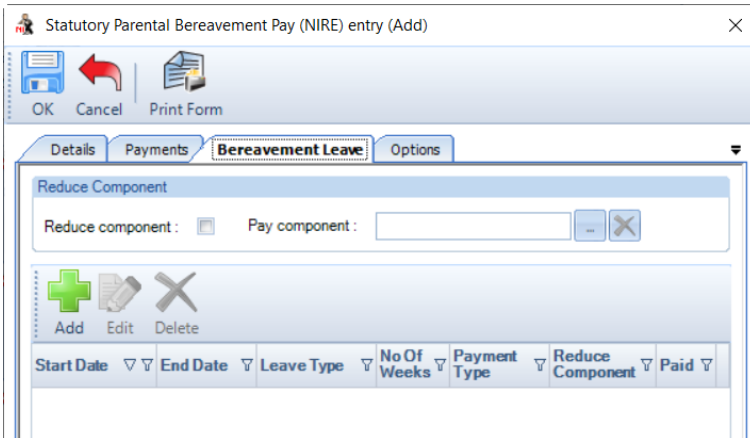 Statutory Parental Bereavement Pay (NIRE) entry (Add)
OK Cancel Print Form
Details Payments Bereavement Leave Options
Reduce Component
Reduce component : Pay component : ...
Add Edit Delete
Start Date End Date Leave Type No Of Weeks Payment Type Reduce Component Paid